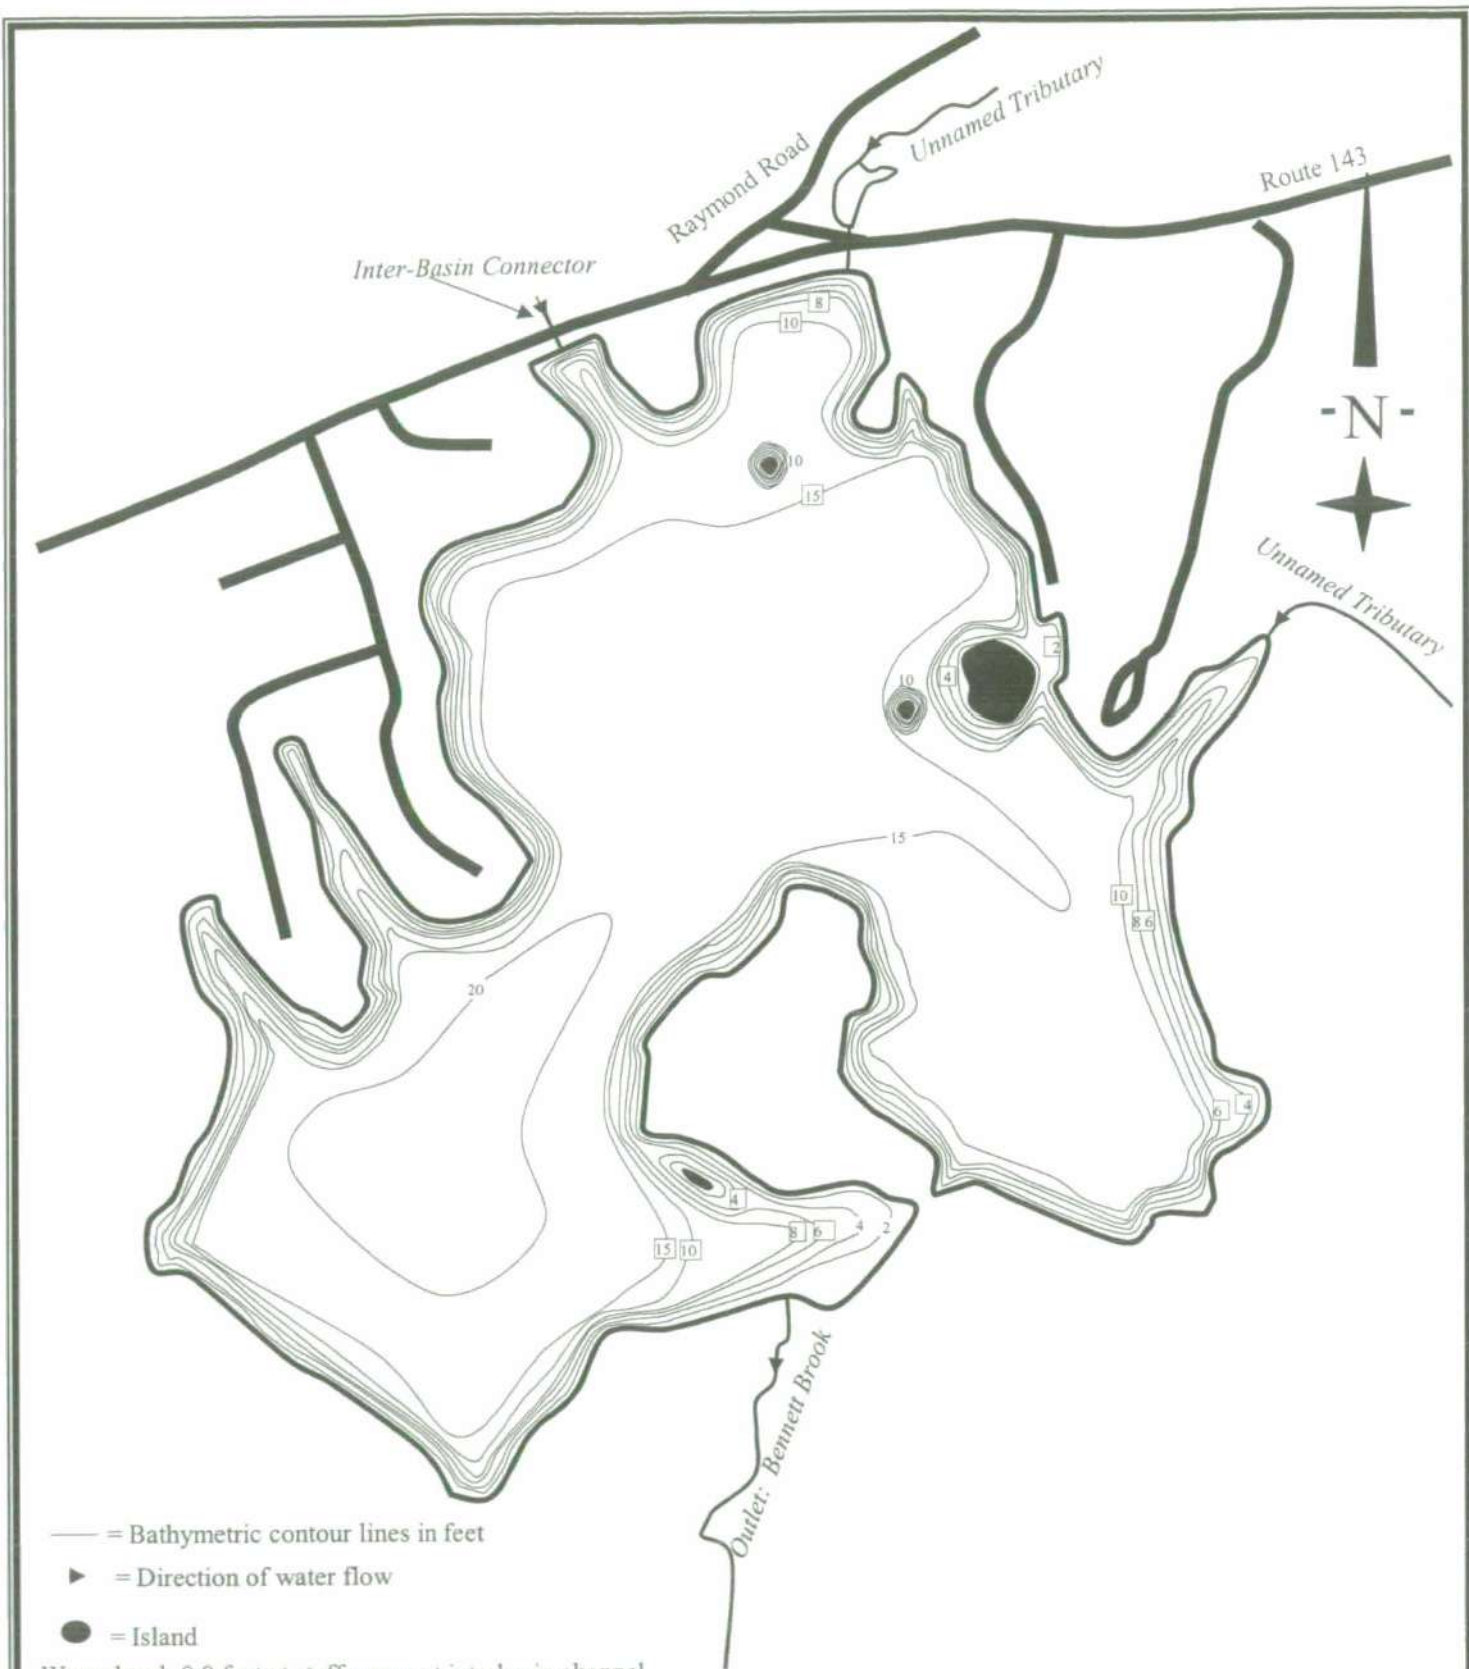 Unnamed Tributary
Raymond Road
Route 143
Inter-Basin Connector
8
10
-N-
10
15
Unnamed Tributary
2
4
10
15
10
8 6
20
6
4
4
8
6
4
2
15
10
Outlet: Bennett Brook
= Bathymetric contour lines in feet
= Direction of water flow
= Island